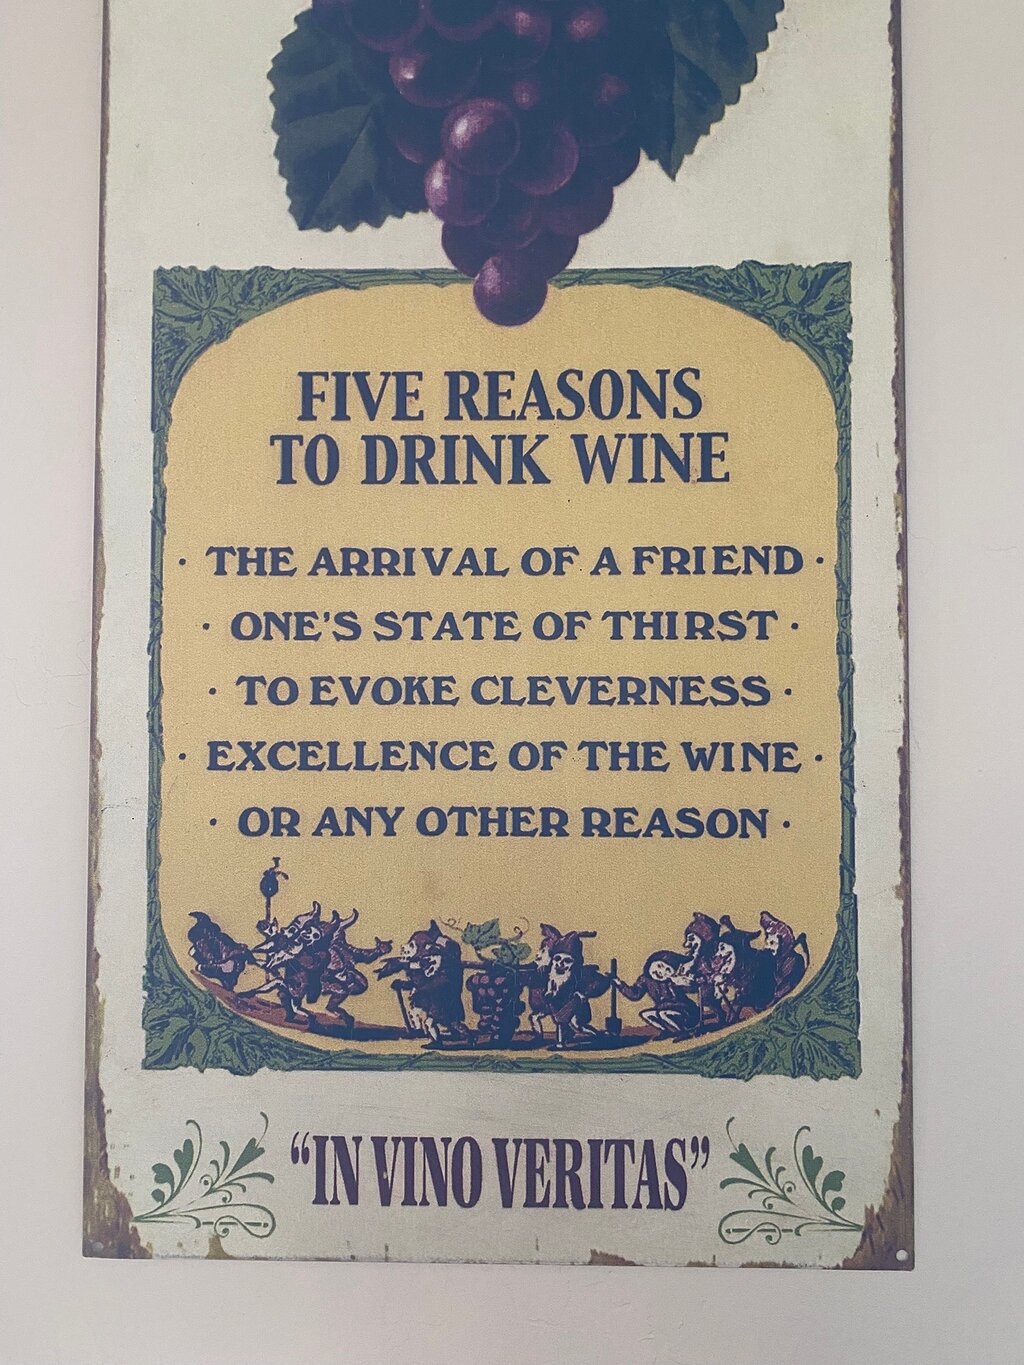 FIVE REASONS
TO DRINK WINE
· THE ARRIVAL OF A FRIEND ·
· ONE'S STATE OF THIRST ·
· TO EVOKE CLEVERNESS ·
· EXCELLENCE OF THE WINE ·
· OR ANY OTHER REASON ·
“IN VINO VERITAS”